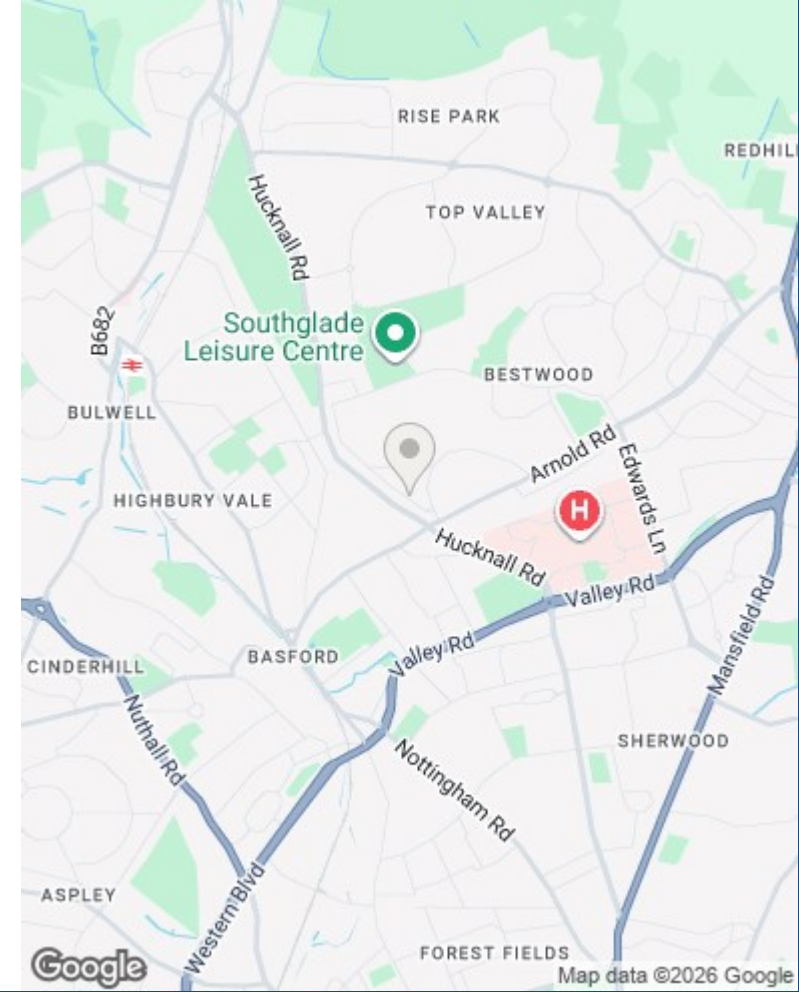 RISE PARK
REDHIL
Hucknall Rd
TOP VALLEY
B682
Southglade
Leisure Centre
BESTWOOD
BULWELL
Arnold Rd
Edwards Ln
HIGHBURY VALE
H
Hucknall Rd
Valley Rd
Mansfield Rd
BASFORD
Valley Rd
CINDERHILL
Nuthall Rd
SHERWOOD
Nottingham Rd
ASPLEY
Western Blvd
FOREST FIELDS
Google
Map data ©2026 Google